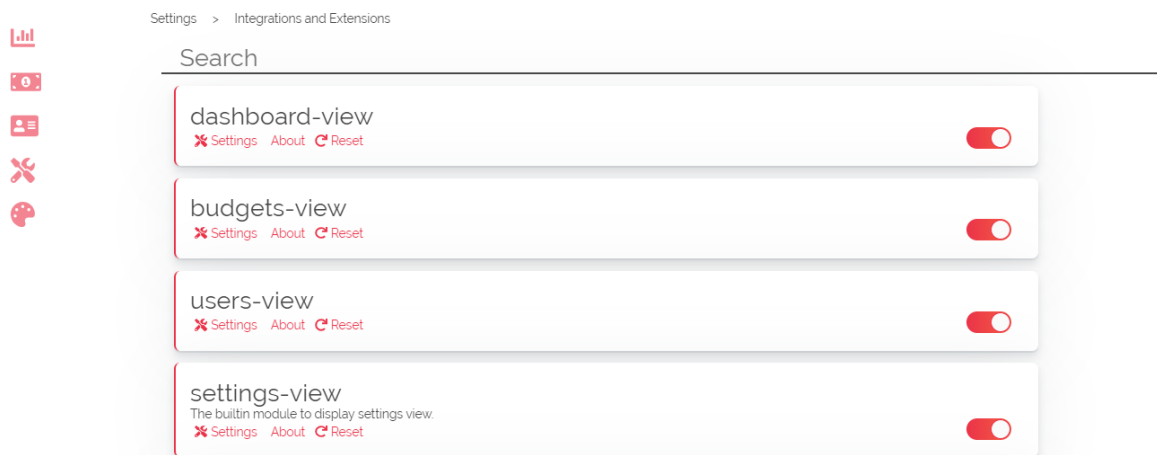 Settings > Integrations and Extensions
Search
dashboard-view
Settings About Reset
budgets-view
Settings About Reset
users-view
Settings About Reset
settings-view
The builtin module to display settings view.
Settings About Reset